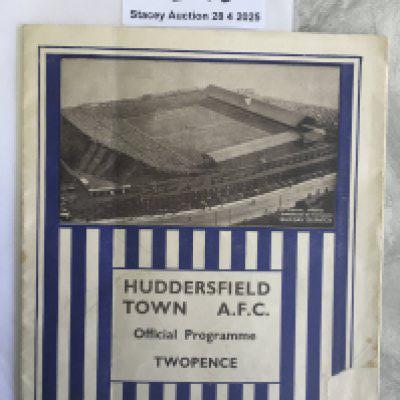 Stacey Auction 28 4 2025
HUDDERSFIELD
TOWN A.F.C.
Official Programme
TWOPENCE